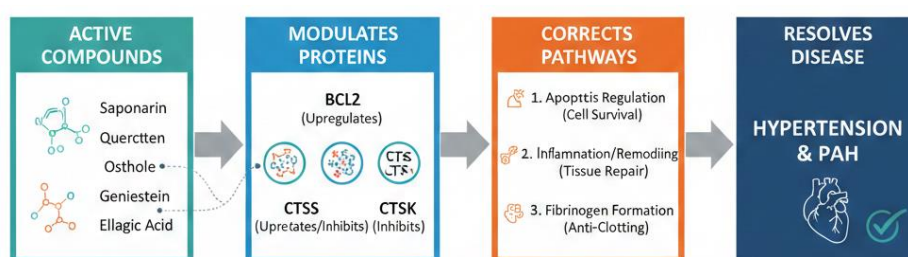 ACTIVE
COMPOUNDS
Saponarin
Querctten
Osthole
Geniestein
Ellagic Acid
MODULATES
PROTEINS
BCL2
(Upregulates)
CTS
CTS
CTSS
(Upretates/Inhibits)
CTSK
(Inhibits)
CORRECTS
PATHWAYS
1. Apoptis Regulation
(Cell Survival)
2. Inflamnation/Remodiing
(Tissue Repair)
3. Fibrinogen Formation
(Anti-Clotting)
RESOLVES
DISEASE
HYPERTENSION
& PAH